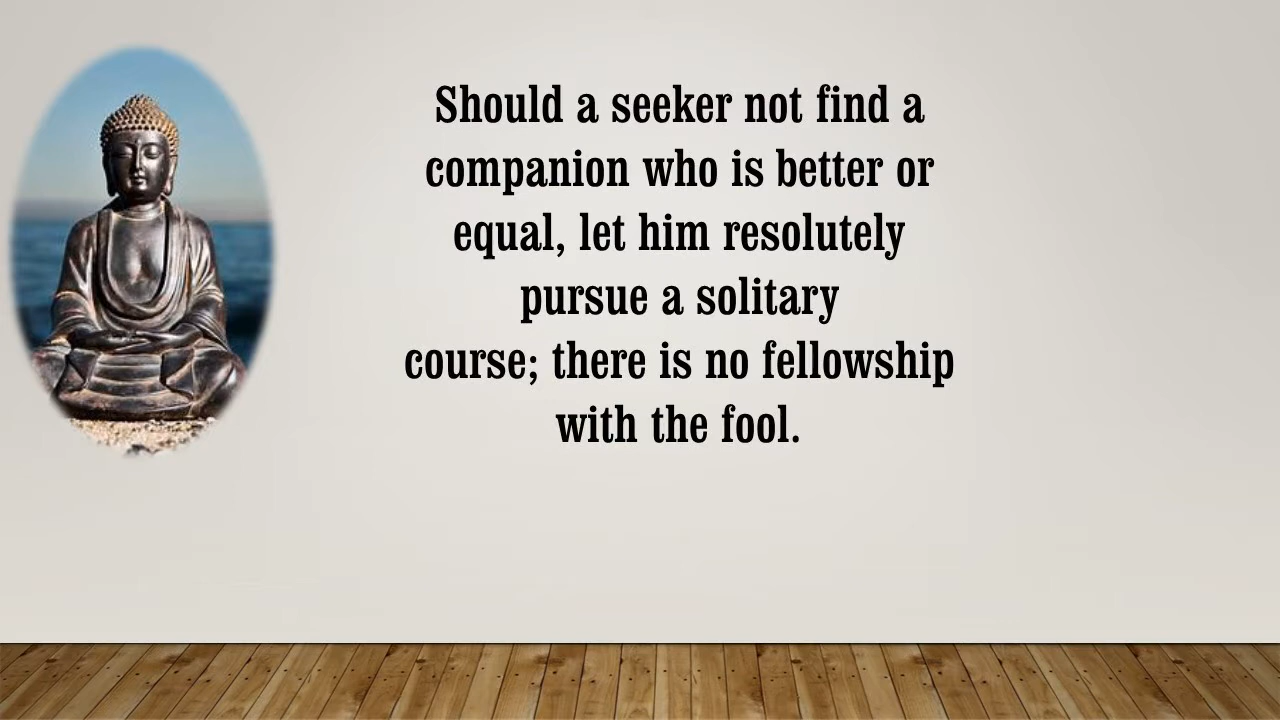 Should a seeker not find a
companion who is better or
equal, let him resolutely
pursue a solitary
course; there is no fellowship
with the fool.